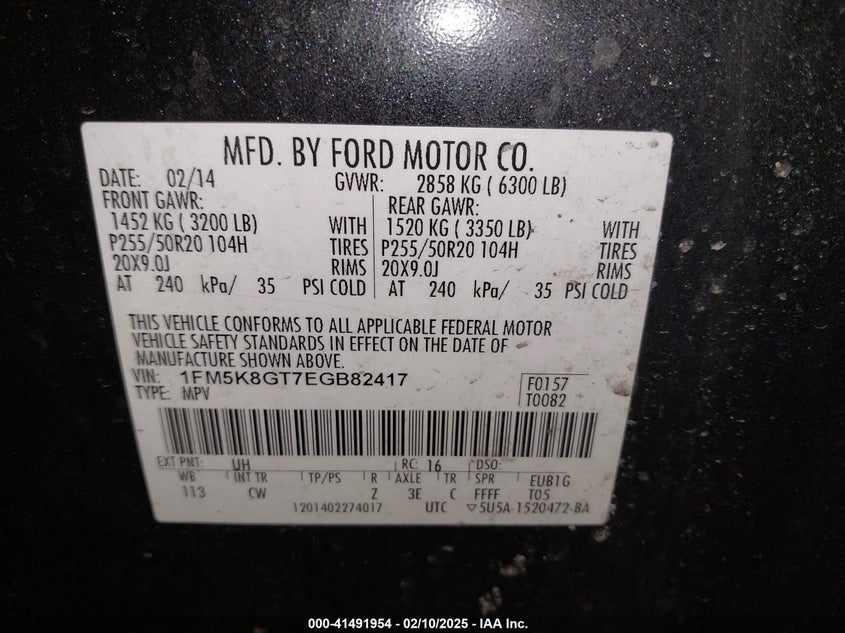 MFD. BY FORD MOTOR CO.
DATE: 02/14 GVWR: 2858 KG ( 6300 LB)
FRONT GAWR: REAR GAWR:
1452 KG ( 3200 LB) WITH 1520 KG ( 3350 LB) WITH
P255/50R20 104H TIRES P255/50R20 104H TIRES
20X9.0J RIMS 20X9.0J RIMS
AT 240 kPa/ 35 PSI COLD AT 240 kPa/ 35 PSI COLD
THIS VEHICLE CONFORMS TO ALL APPLICABLE FEDERAL MOTOR
VEHICLE SAFETY STANDARDS IN EFFECT ON THE DATE OF
MANUFACTURE SHOWN ABOVE.
VIN: 1FM5K8GT7EGB82417 F0157
TYPE: MPV T0082
EXT PNT: UH RC: 16 DSO:
WB INT TR TP/PS R AXLE TR SPR EUB1G
113 CW Z 3E C FFFF T05
1201402274017 UTC ▽5U5A-1520472-BA
000-41491954 - 02/10/2025 - IAA Inc.